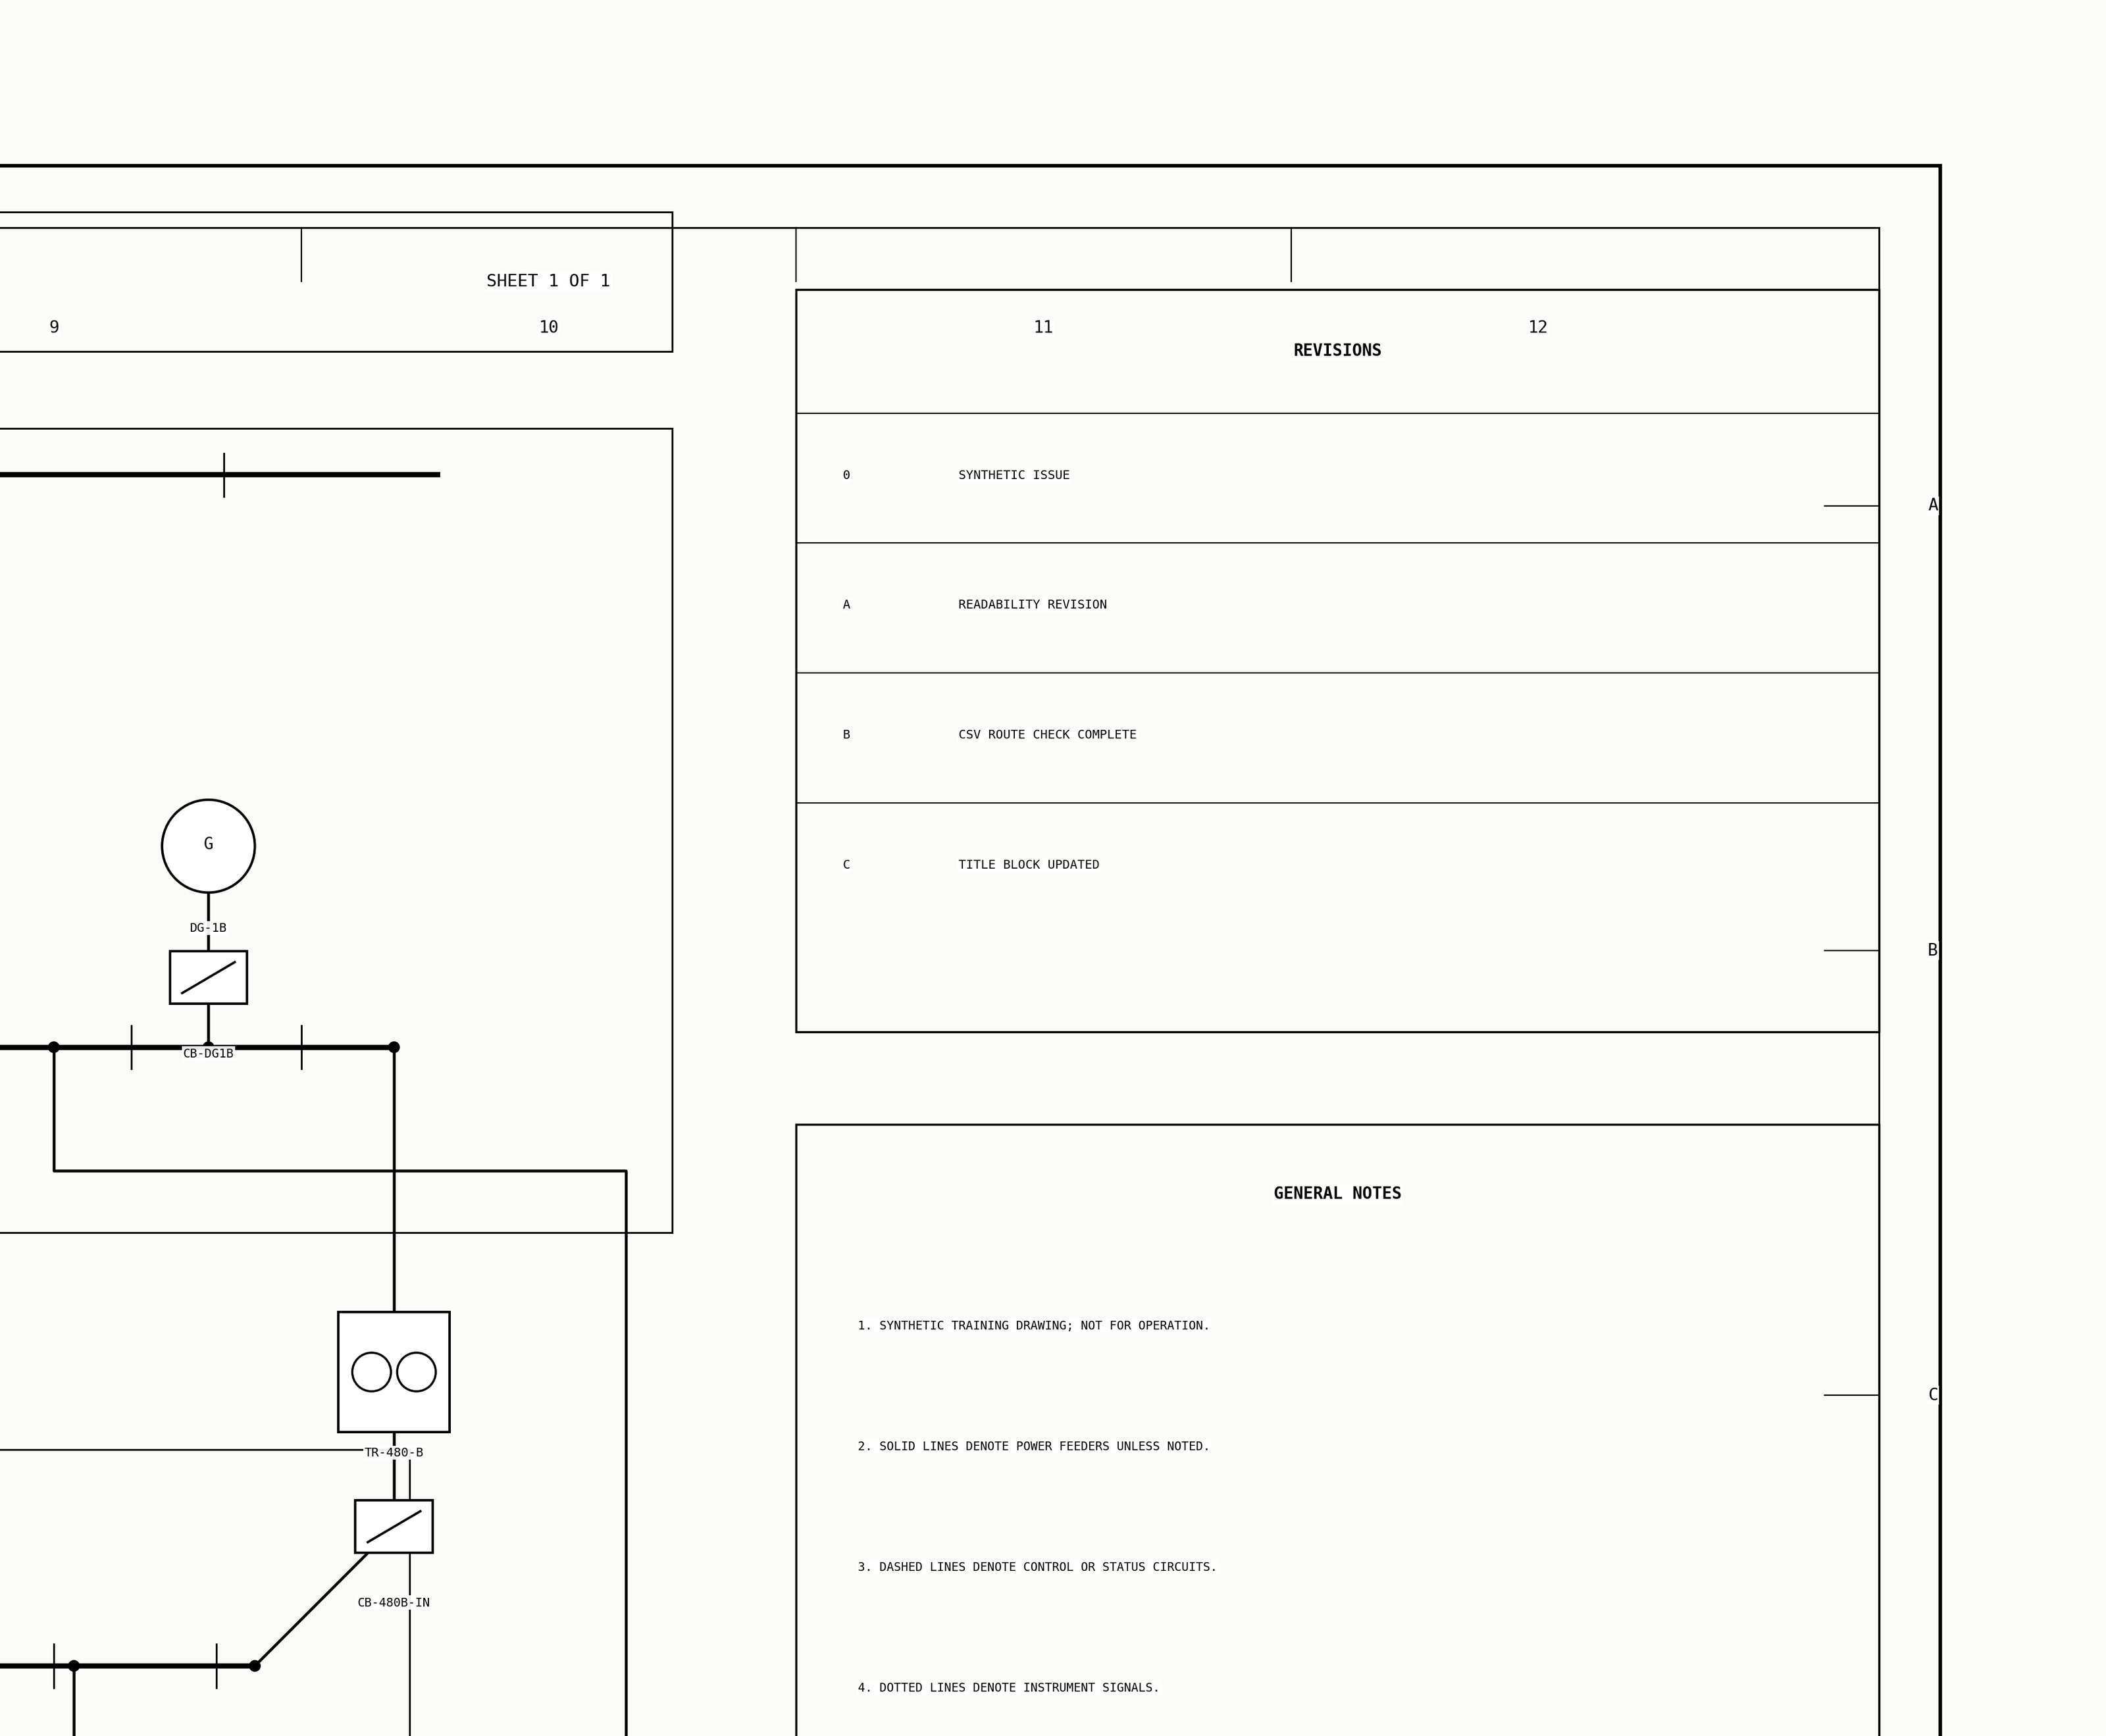 SHEET 1 OF 1
9 10 11 12
REVISIONS
0 SYNTHETIC ISSUE
A
A READABILITY REVISION
B CSV ROUTE CHECK COMPLETE
G
C TITLE BLOCK UPDATED
DG-1B
B
CB-DG1B
GENERAL NOTES
1. SYNTHETIC TRAINING DRAWING; NOT FOR OPERATION.
C
2. SOLID LINES DENOTE POWER FEEDERS UNLESS NOTED.
TR-480-B
3. DASHED LINES DENOTE CONTROL OR STATUS CIRCUITS.
CB-480B-IN
4. DOTTED LINES DENOTE INSTRUMENT SIGNALS.